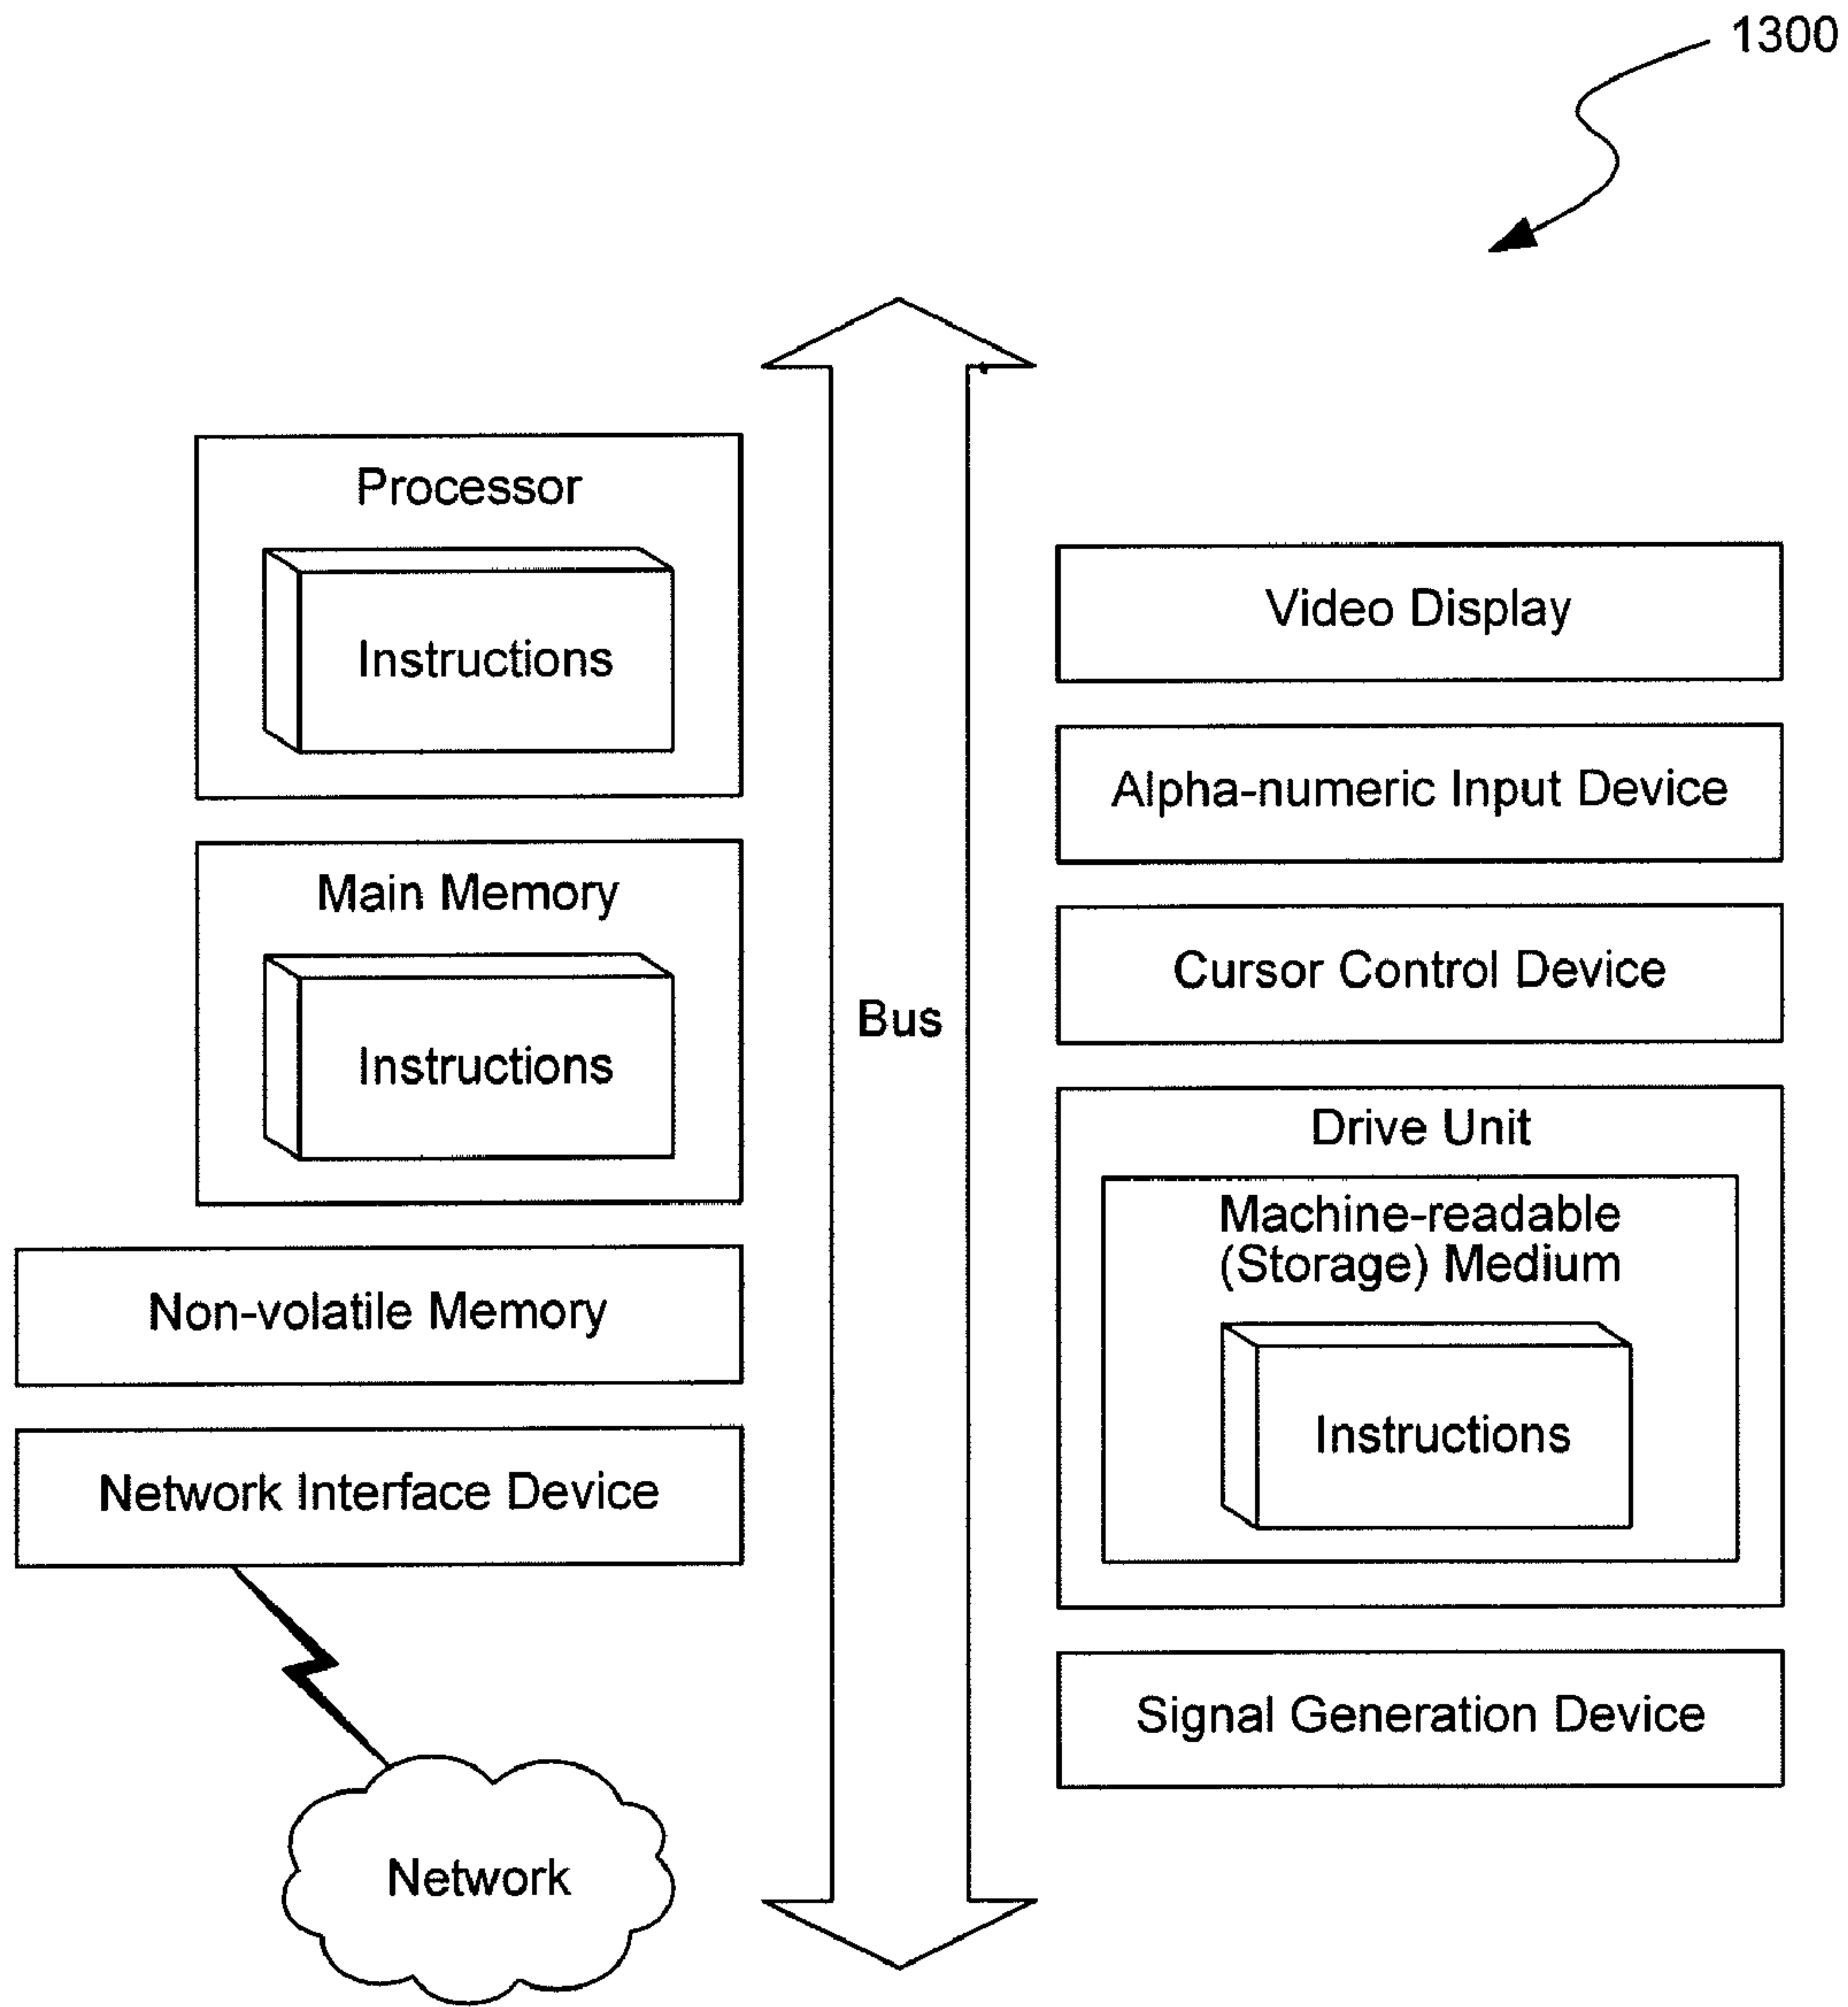 1300
Processor
Instructions
Main Memory
Instructions
Non-volatile Memory
Network Interface Device
Network
Bus
Video Display
Alpha-numeric Input Device
Cursor Control Device
Drive Unit
Machine-readable
(Storage) Medium
Instructions
Signal Generation Device